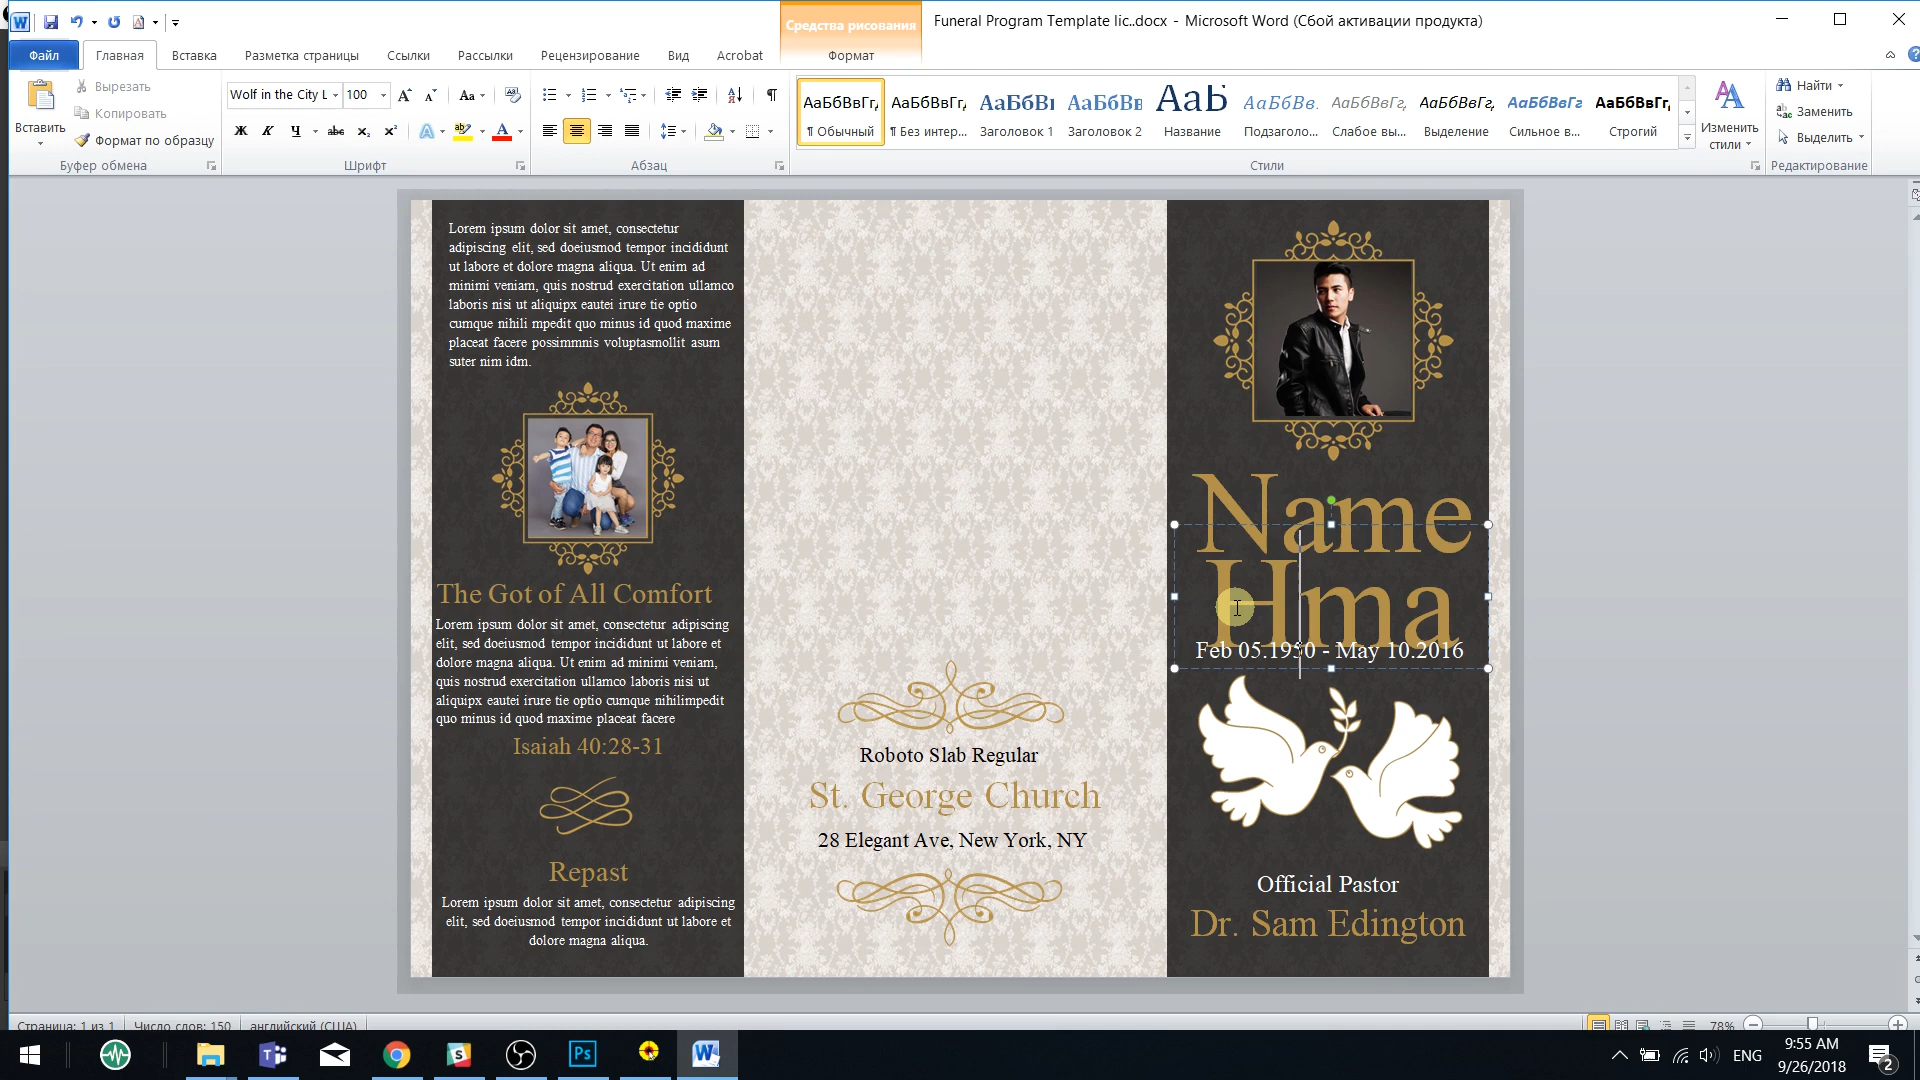 Средства рисования
Funeral Program Template lic..docx - Microsoft Word (Сбой активации продукта)
Файл Главная Вставка Разметка страницы Ссылки Рассылки Рецензирование Вид Acrobat Формат
Вставить
Вырезать
Копировать
Формат по образцу
Буфер обмена
Wolf in the City L 100
Шрифт
Абзац
АаБбВвГг, АаБбВвГг, АаБбВı АаБбВв АаБ АаБбВв. АаБбВвГг, АаБбВвГг, АаБбВвГг АаБбВвГг,
¶ Обычный ¶ Без интер... Заголовок 1 Заголовок 2 Название Подзаголо... Слабое вы... Выделение Сильное в... Строгий
Стили
Изменить
стили
Найти
Заменить
Выделить
Редактирование
Lorem ipsum dolor sit amet, consectetur
adipiscing elit, sed doeiusmod tempor incididunt
ut labore et dolore magna aliqua. Ut enim ad
minimi veniam, quis nostrud exercitation ullamco
laboris nisi ut aliquipx eautei irure tie optio
cumque nihili mpedit quo minus id quod maxime
placeat facere possimmnis voluptasmollit asum
suter nim idm.
The Got of All Comfort
Lorem ipsum dolor sit amet, consectetur adipiscing
elit, sed doeiusmod tempor incididunt ut labore et
dolore magna aliqua. Ut enim ad minimi veniam,
quis nostrud exercitation ullamco laboris nisi ut
aliquipx eautei irure tie optio cumque nihilimpedit
quo minus id quod maxime placeat facere
Isaiah 40:28-31
Repast
Lorem ipsum dolor sit amet, consectetur adipiscing
elit, sed doeiusmod tempor incididunt ut labore et
dolore magna aliqua.
Roboto Slab Regular
St. George Church
28 Elegant Ave, New York, NY
Name
Hma
Feb 05.1950 - May 10.2016
Official Pastor
Dr. Sam Edington
Страница: 1 из 1 Число слов: 150 английский (США) 78%
ENG
9:55 AM
9/26/2018
2